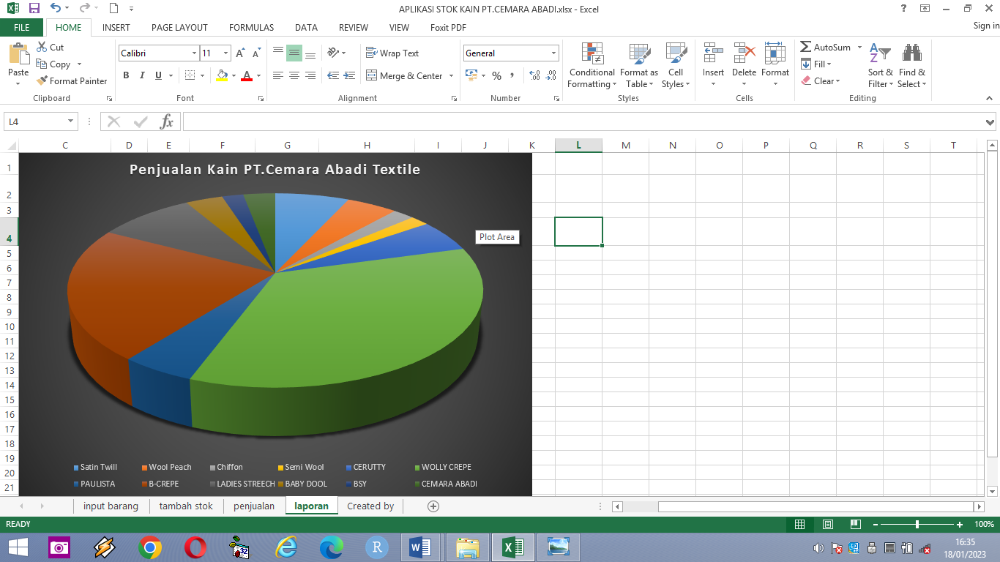 APLIKASI STOK KAIN PT.CEMARA ABADI.xlsx - Excel
FILE HOME INSERT PAGE LAYOUT FORMULAS DATA REVIEW VIEW Foxit PDF Sign in
Paste
Cut
Copy
Format Painter
Clipboard
Calibri 11
B I U A
Font
Wrap Text
Merge & Center
Alignment
General
%
Number
Conditional Formatting
Format as Table
Cell Styles
Styles
Insert Delete Format
Cells
AutoSum
Fill
Clear
Sort & Filter
Find & Select
Editing
L4 fx
C D E F G H I J K L M N O P Q R S T
1
2
3
4
5
6
7
8
9
10
11
12
13
14
15
16
17
18
19
20
21
Penjualan Kain PT.Cemara Abadi Textile
Plot Area
Satin Twill Wool Peach Chiffon Semi Wool CERUTTY WOLLY CREPE
PAULISTA B-CREPE LADIES STREECH BABY DOOL BSY CEMARA ABADI
input barang tambah stok penjualan laporan Created by
READY 100%
16:35
18/01/2023